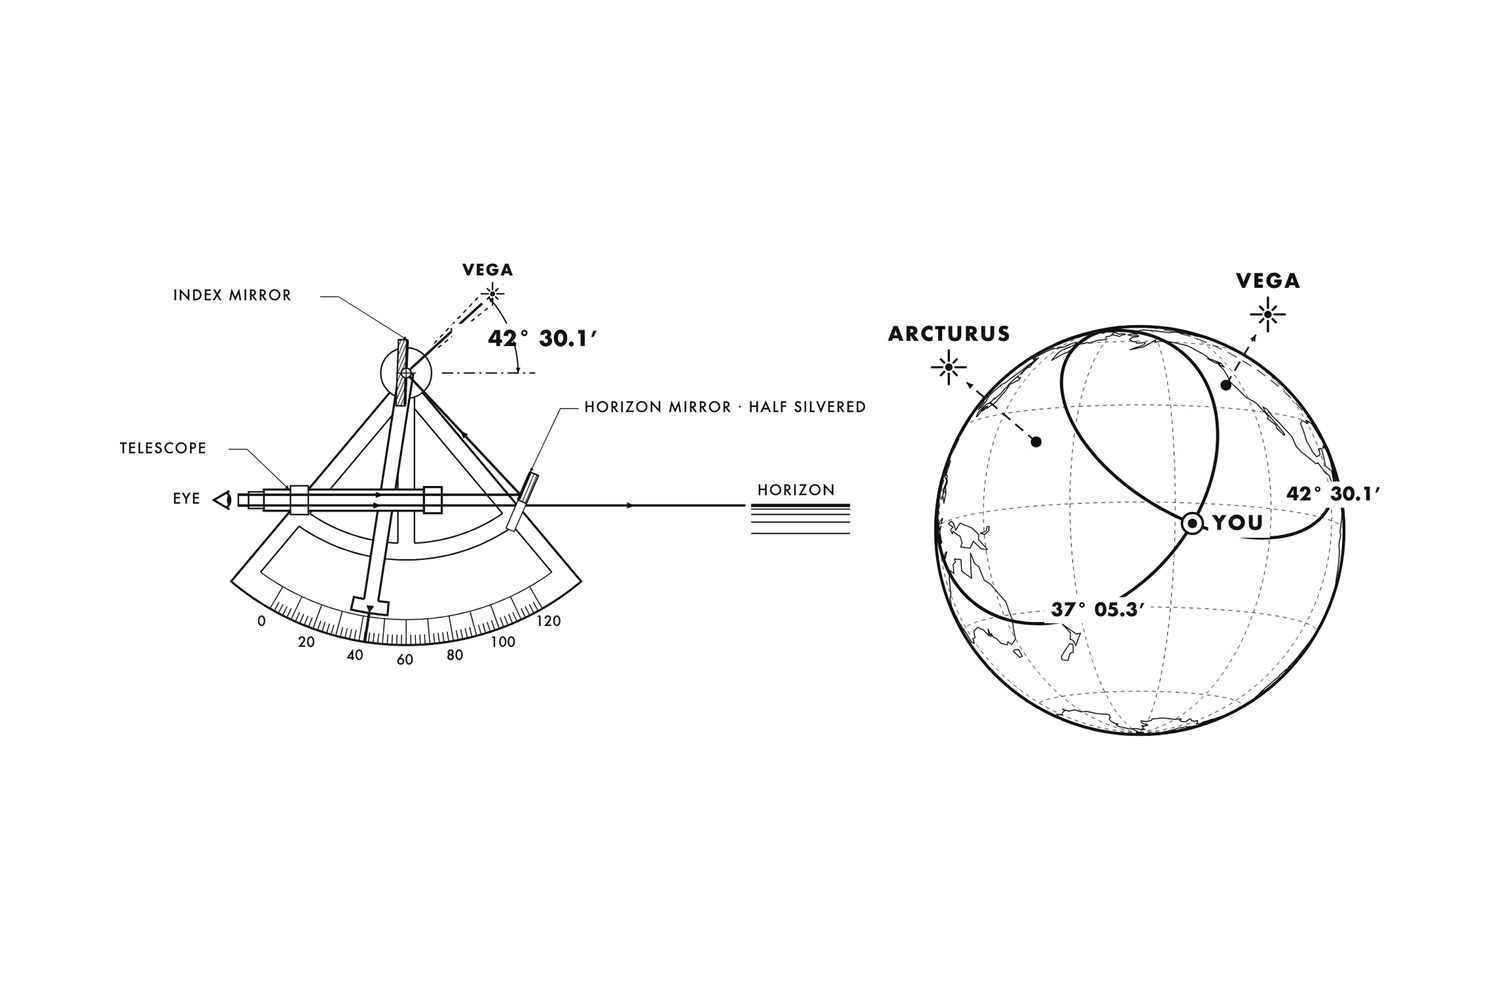 VEGA
INDEX MIRROR
42° 30.1′
HORIZON MIRROR · HALF SILVERED
TELESCOPE
EYE
HORIZON
0
20
40
60
80
100
120
VEGA
ARCTURUS
42° 30.1′
YOU
37° 05.3′